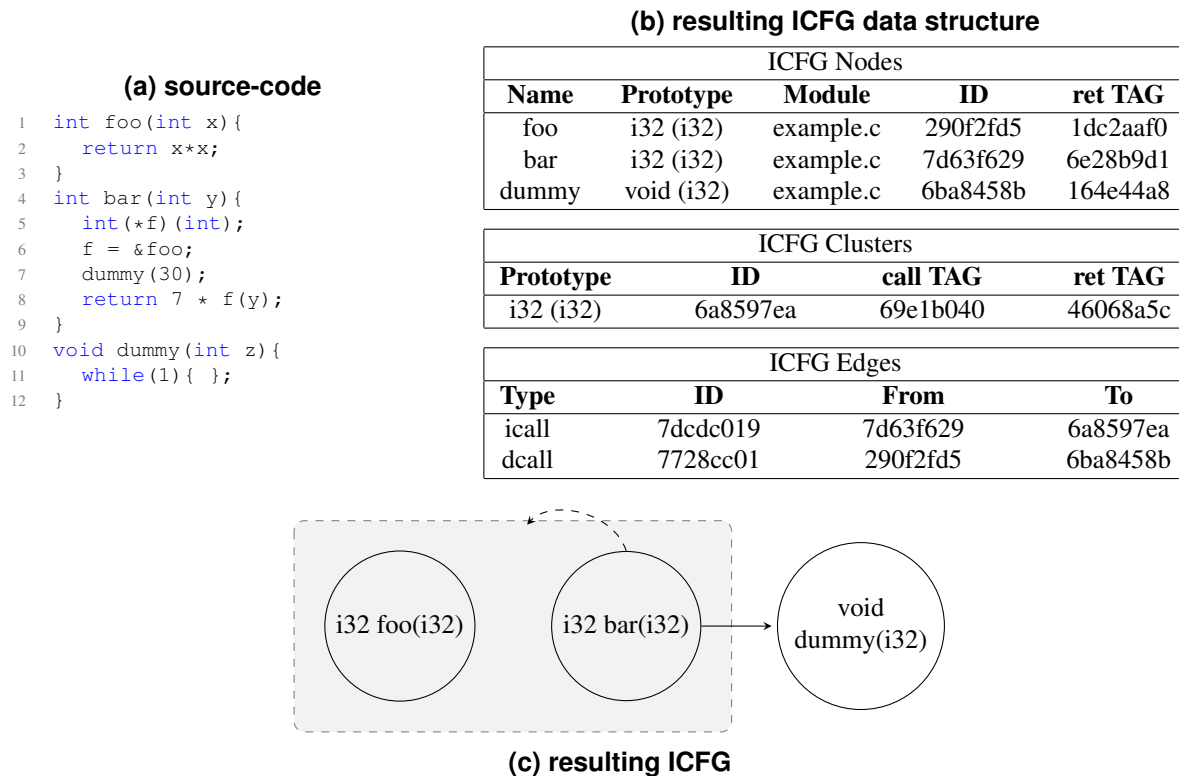 (a) source-code
1 int foo(int x){
2 return x*x;
3 }
4 int bar(int y){
5 int(*f)(int);
6 f = &foo;
7 dummy(30);
8 return 7 * f(y);
9 }
10 void dummy(int z){
11 while(1){ };
12 }
(b) resulting ICFG data structure
ICFG Nodes
Name Prototype Module ID ret TAG
foo i32 (i32) example.c 290f2fd5 1dc2aaf0
bar i32 (i32) example.c 7d63f629 6e28b9d1
dummy void (i32) example.c 6ba8458b 164e44a8
ICFG Clusters
Prototype ID call TAG ret TAG
i32 (i32) 6a8597ea 69e1b040 46068a5c
ICFG Edges
Type ID From To
icall 7dcdc019 7d63f629 6a8597ea
dcall 7728cc01 290f2fd5 6ba8458b
i32 foo(i32)
i32 bar(i32)
void
dummy(i32)
(c) resulting ICFG